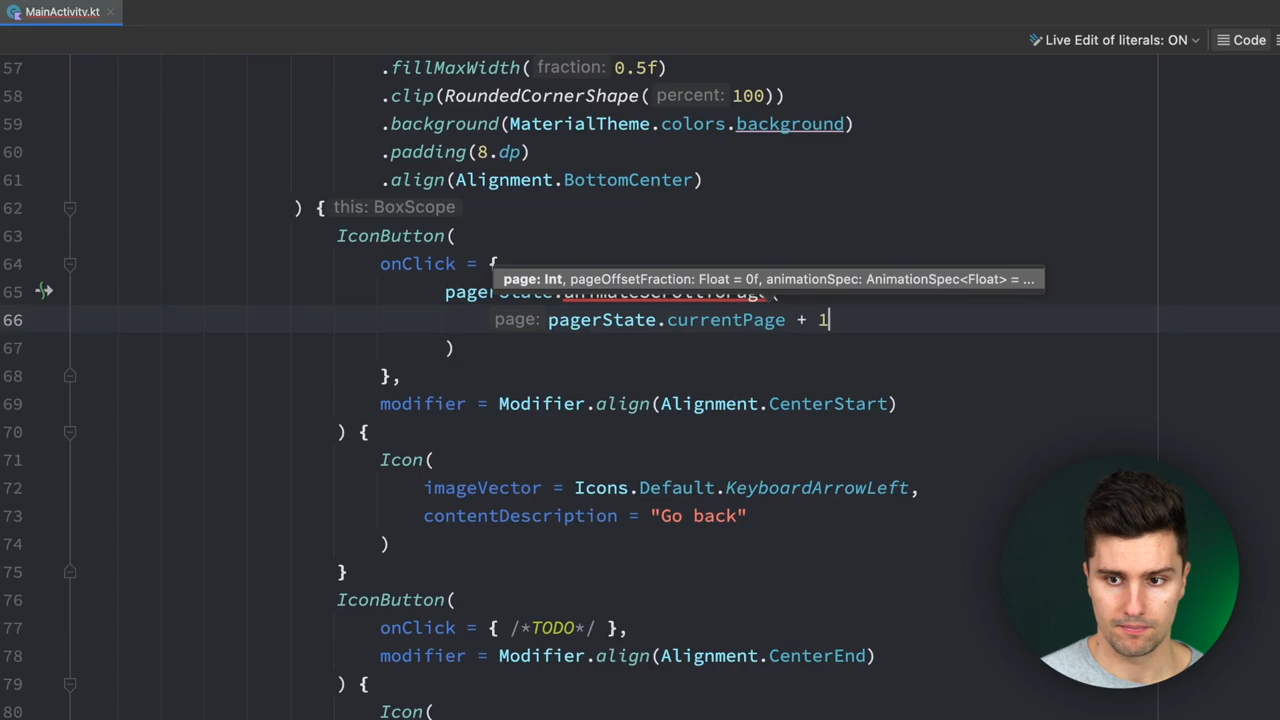 MainActivity.kt
Live Edit of literals: ON
Code
57 .fillMaxWidth( fraction: 0.5f)
58 .clip(RoundedCornerShape( percent: 100))
59 .background(MaterialTheme.colors.background)
60 .padding(8.dp)
61 .align(Alignment.BottomCenter)
62 ) { this: BoxScope
63 IconButton(
64 onClick = {
page: Int, pageOffsetFraction: Float = 0f, animationSpec: AnimationSpec<Float> = ...
65 pagerState.animateScrollToPage(
66 page: pagerState.currentPage + 1
67 )
68 },
69 modifier = Modifier.align(Alignment.CenterStart)
70 ) {
71 Icon(
72 imageVector = Icons.Default.KeyboardArrowLeft,
73 contentDescription = "Go back"
74 )
75 }
76 IconButton(
77 onClick = { /*TODO*/ },
78 modifier = Modifier.align(Alignment.CenterEnd)
79 ) {
80 Icon(